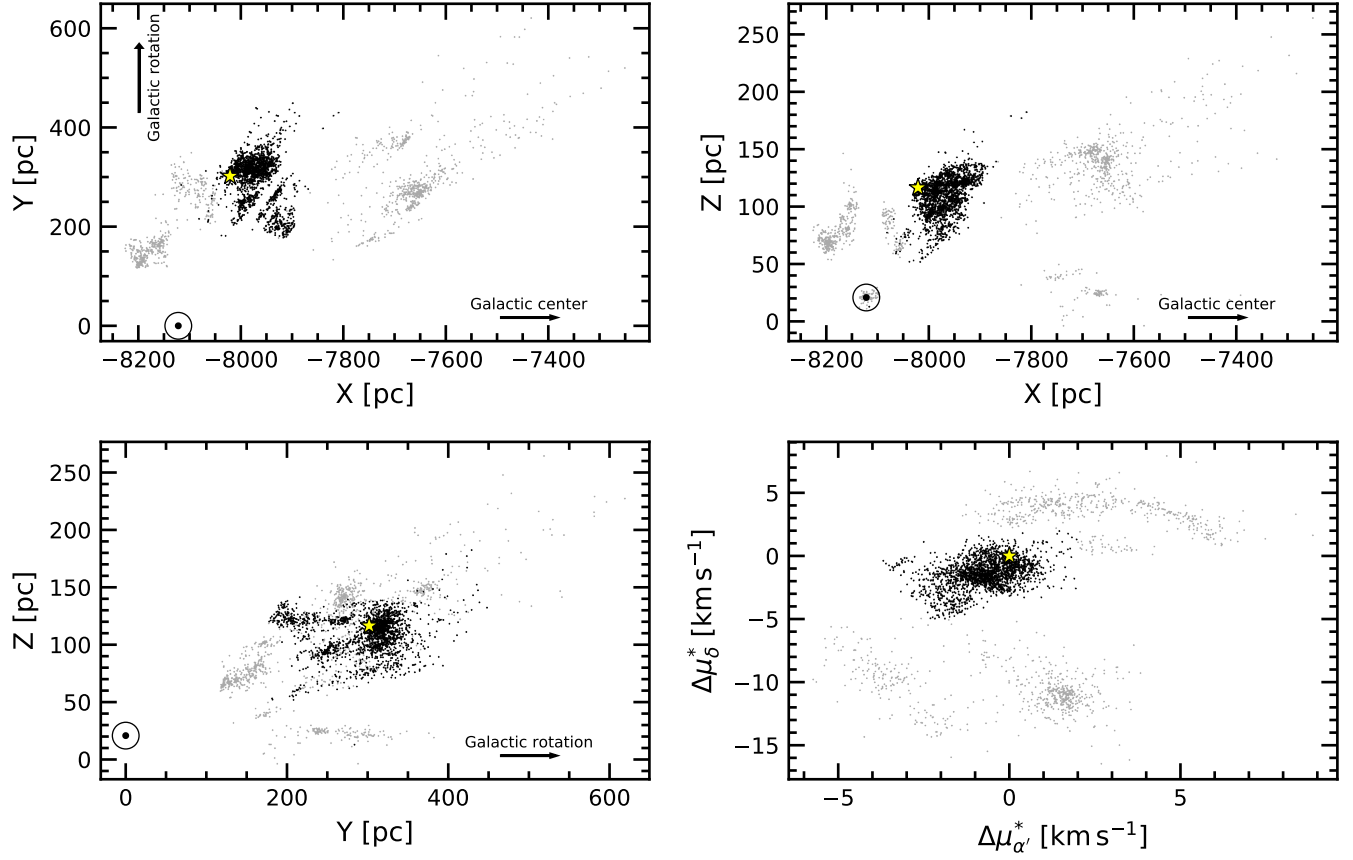 600
400
200
0
Y [pc]
Galactic rotation
Galactic center
−8200 −8000 −7800 −7600 −7400
X [pc]
250
200
150
100
50
0
Z [pc]
Galactic center
−8200 −8000 −7800 −7600 −7400
X [pc]
250
200
150
100
50
0
Z [pc]
Galactic rotation
0 200 400 600
Y [pc]
5
0
−5
−10
−15
Δμ*δ [km s⁻¹]
−5 0 5
Δμ*α′ [km s⁻¹]